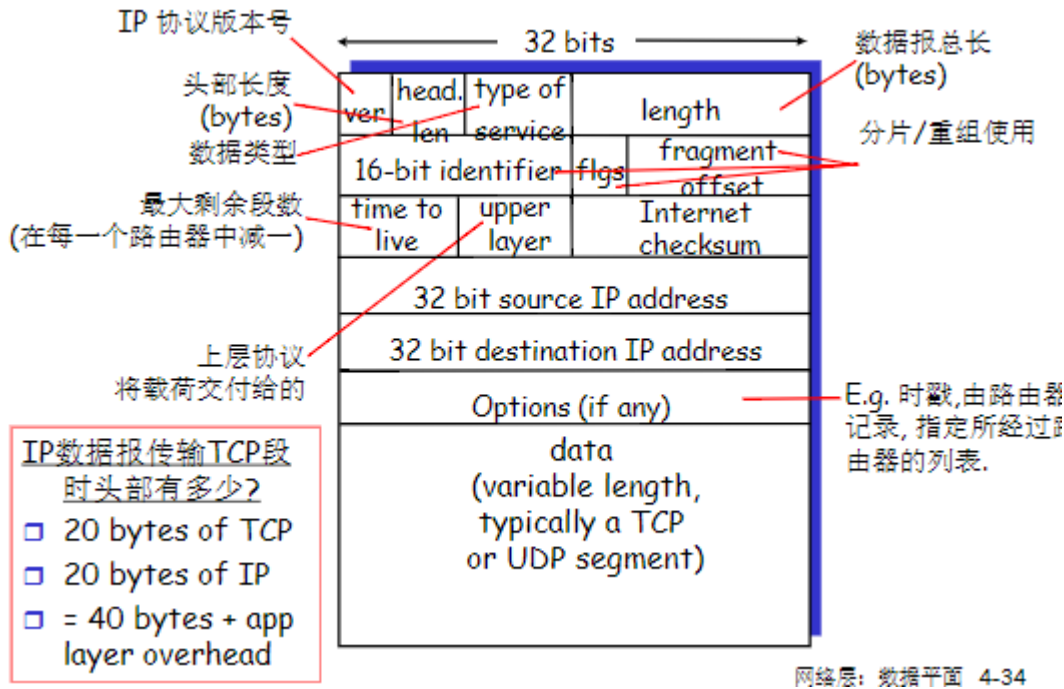 IP 协议版本号
32 bits
数据报总长
(bytes)
头部长度
(bytes)
数据类型
ver
head.
len
type of
service
length
分片/重组使用
16-bit identifier
flgs
fragment
offset
最大剩余段数
(在每一个路由器中减一)
time to
live
upper
layer
Internet
checksum
32 bit source IP address
32 bit destination IP address
上层协议
将载荷交付给的
Options (if any)
E.g. 时戳,由路由器
记录, 指定所经过路
由器的列表.
data
(variable length,
typically a TCP
or UDP segment)
IP数据报传输TCP段
时头部有多少?
20 bytes of TCP
20 bytes of IP
= 40 bytes + app
layer overhead
网络层: 数据平面 4-34